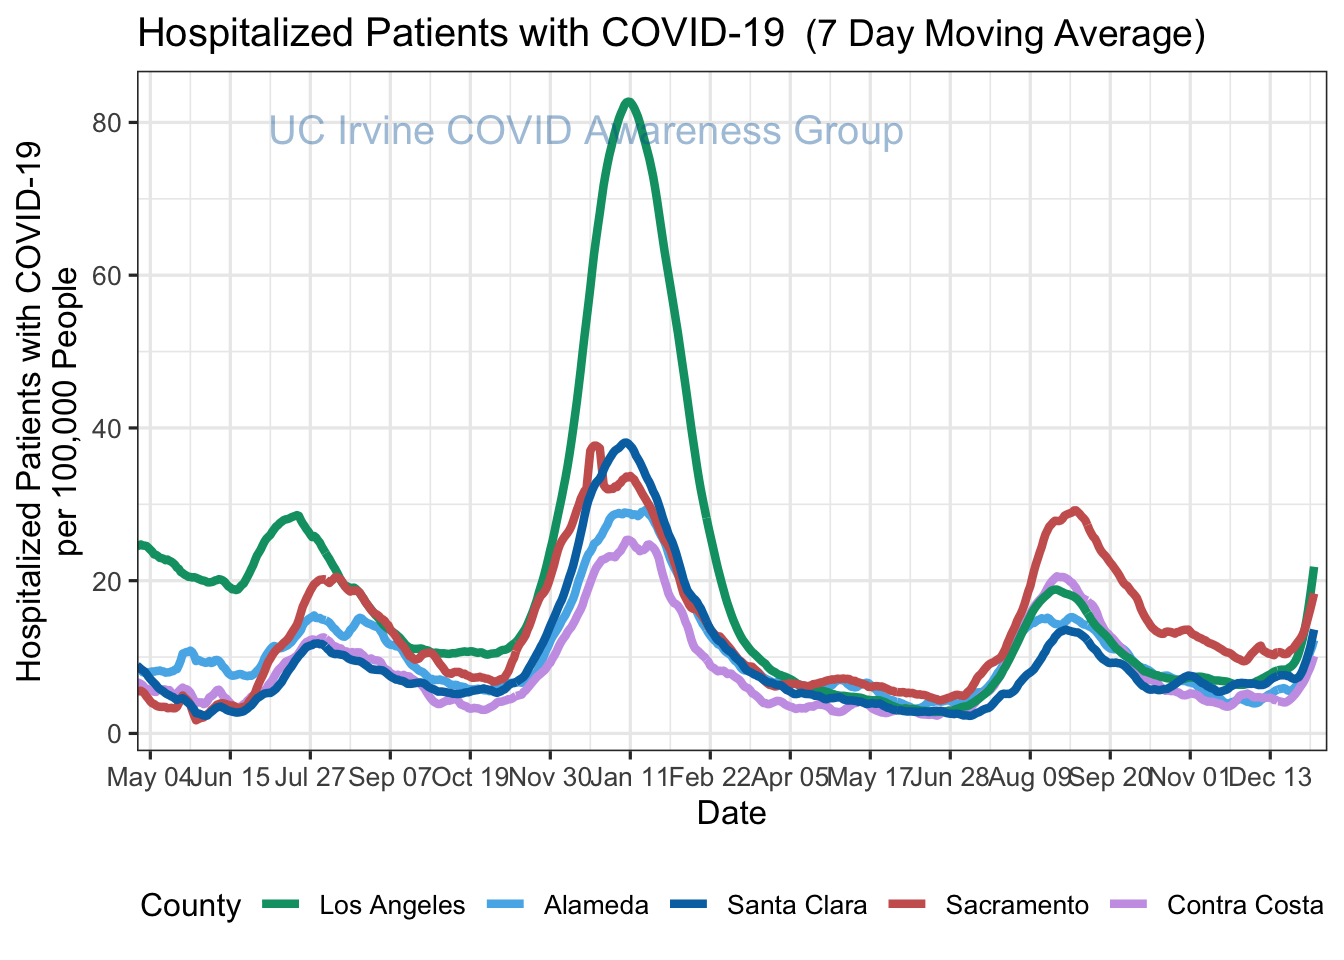 Hospitalized Patients with COVID-19 (7 Day Moving Average)
UC Irvine COVID Awareness Group
Hospitalized Patients with COVID-19
per 100,000 People
80
60
40
20
0
May 04 Jun 15 Jul 27 Sep 07 Oct 19 Nov 30 Jan 11 Feb 22 Apr 05 May 17 Jun 28 Aug 09 Sep 20 Nov 01 Dec 13
Date
County Los Angeles Alameda Santa Clara Sacramento Contra Costa